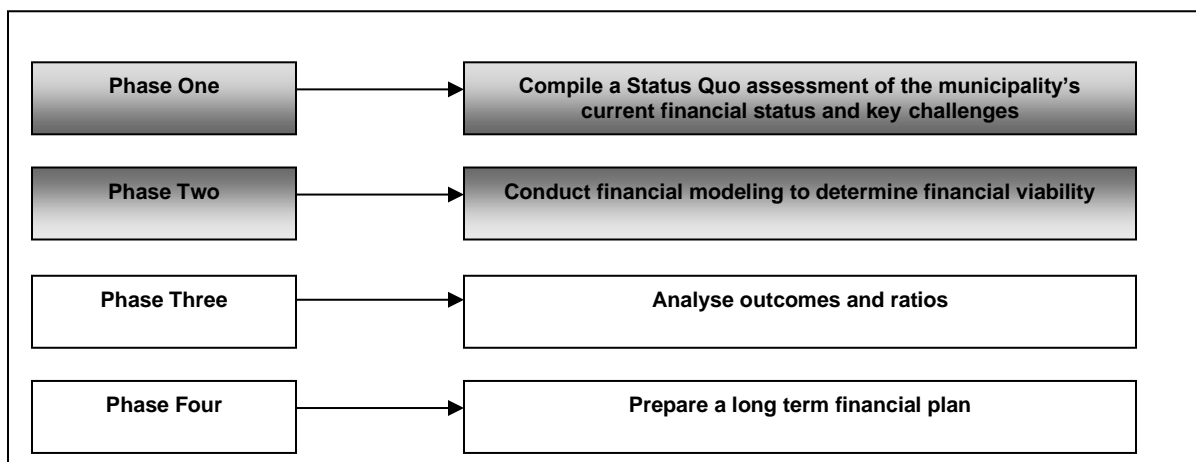 Phase One
Compile a Status Quo assessment of the municipality's
current financial status and key challenges
Phase Two
Conduct financial modeling to determine financial viability
Phase Three
Analyse outcomes and ratios
Phase Four
Prepare a long term financial plan